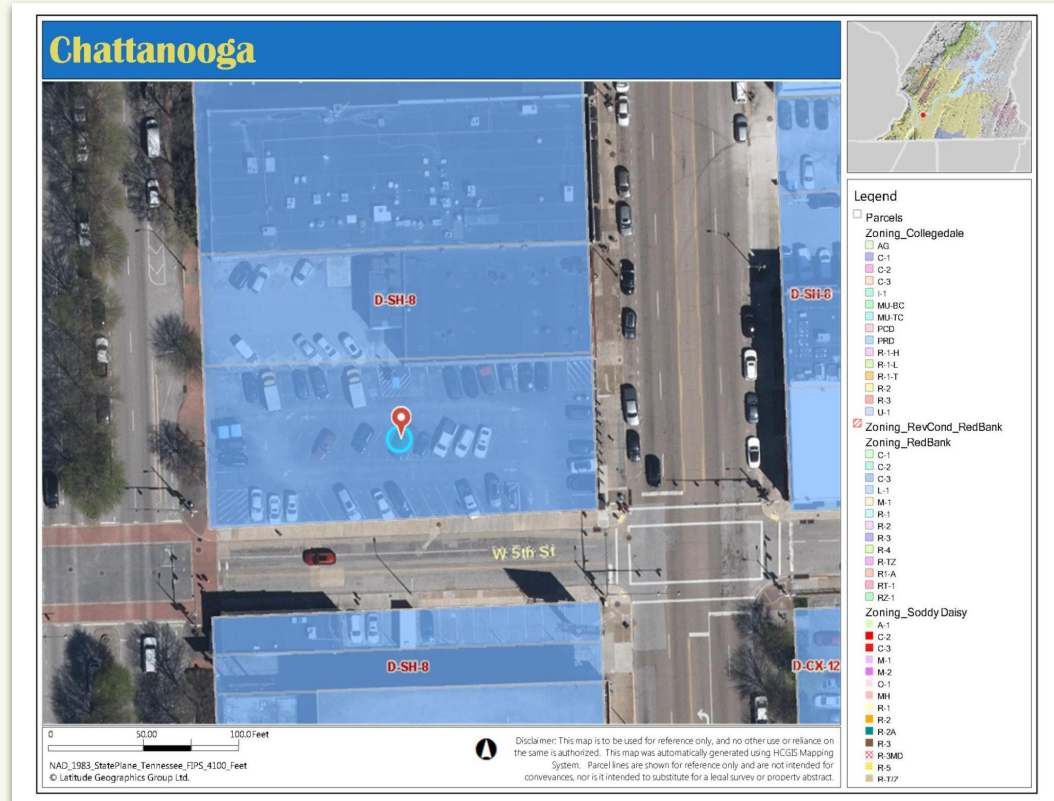 Chattanooga
D-SH-8
D-SH-8
W 5th St
D-SH-8
D-CX-12
0 50.00 100.0 Feet
NAD_1983_StatePlane_Tennessee_FIPS_4100_Feet
© Latitude Geographics Group Ltd.
Disclaimer: This map is to be used for reference only, and no other use or reliance on
the same is authorized. This map was automatically generated using HCGIS Mapping
System. Parcel lines are shown for reference only and are not intended for
conveyances, nor is it intended to substitute for a legal survey or property abstract.
Legend
Parcels
Zoning_Collegedale
AG
C-1
C-2
C-3
I-1
MU-BC
MU-TC
PCD
PRD
R-1-H
R-1-L
R-1-T
R-2
R-3
U-1
Zoning_RevCond_RedBank
Zoning_RedBank
C-1
C-2
C-3
L-1
M-1
R-1
R-2
R-3
R-4
R-TZ
R1-A
RT-1
RZ-1
Zoning_Soddy Daisy
A-1
C-2
C-3
M-1
M-2
O-1
MH
R-1
R-2
R-2A
R-3
R-3MD
R-5
R-T/Z